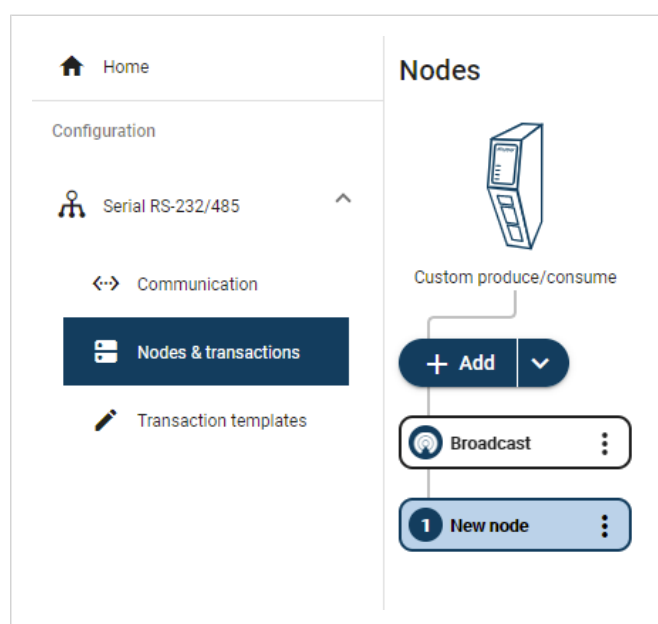 Home
Nodes
Configuration
Serial RS-232/485
Custom produce/consume
Communication
Nodes & transactions
Add
Transaction templates
Broadcast
1 New node